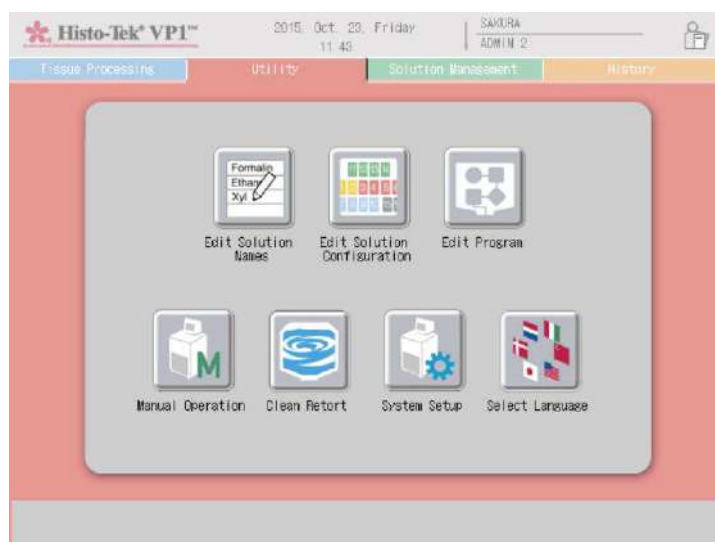 Histo-Tek® VP1™
2015, Oct. 23, Friday
11 43
SAKURA
ADMIN 2
Tissue Processing
Utility
Solution Management
History
Formalin
Ethan
Xyl
Edit Solution
Names
Edit Solution
Configuration
Edit Program
M
Manual Operation
Clean Retort
System Setup
Select Language